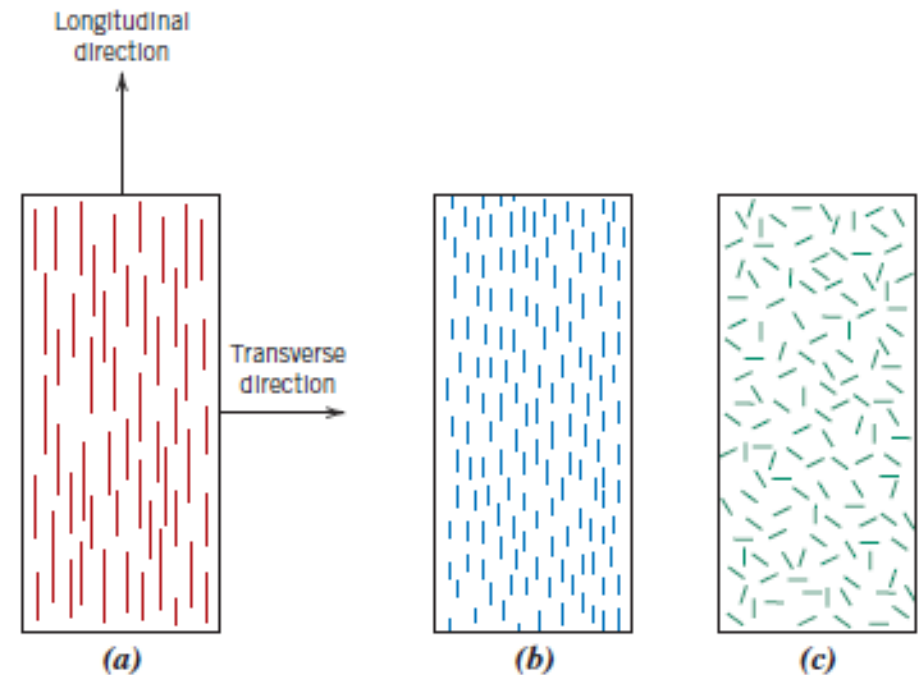 Longitudinal
direction
Transverse
direction
(a)
(b)
(c)